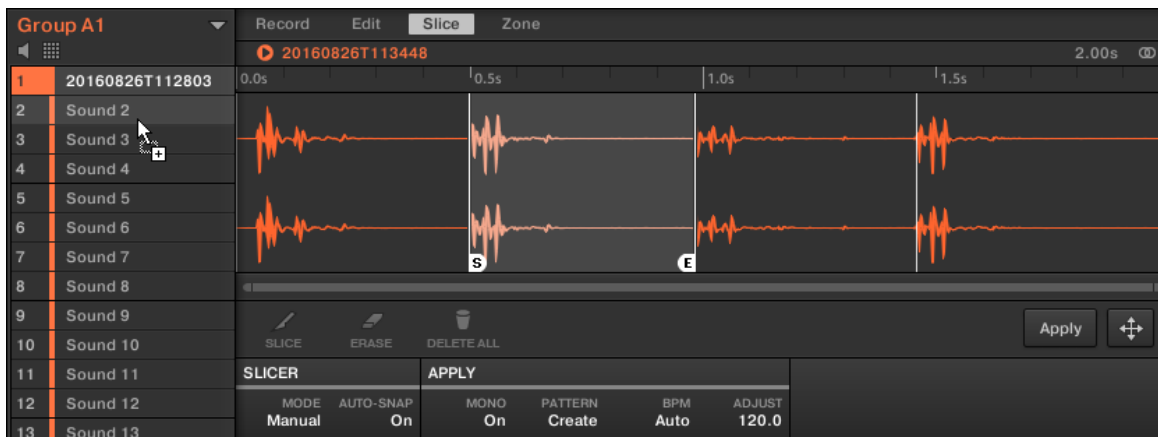 Group A1
Record Edit Slice Zone
20160826T113448 2.00s
1 20160826T112803
0.0s 0.5s 1.0s 1.5s
2 Sound 2
3 Sound 3
4 Sound 4
5 Sound 5
6 Sound 6
7 Sound 7
S E
8 Sound 8
9 Sound 9
10 Sound 10
SLICE ERASE DELETE ALL
Apply
11 Sound 11
SLICER APPLY
12 Sound 12
MODE AUTO-SNAP MONO PATTERN BPM ADJUST
Manual On On Create Auto 120.0
13 Sound 13